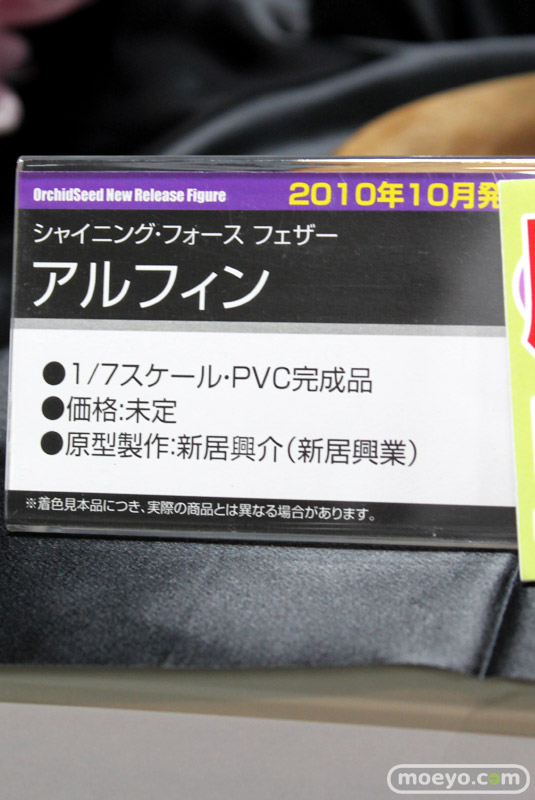 OrchidSeed New Release Figure
2010年10月発
シャイニング・フォース フェザー
アルフィン
●1/7スケール・PVC完成品
●価格:未定
●原型製作:新居興介(新居興業)
※着色見本品につき、実際の商品とは異なる場合があります。
moeyo.com